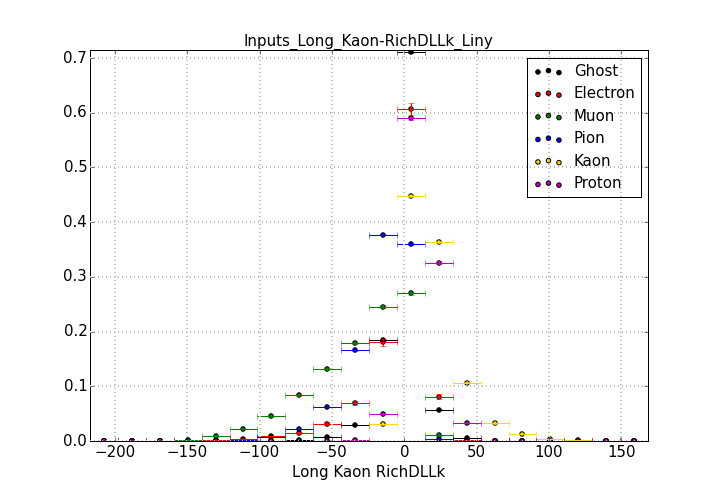 Inputs_Long_Kaon-RichDLLk_Liny
0.7
0.6
0.5
0.4
0.3
0.2
0.1
0.0
Ghost
Electron
Muon
Pion
Kaon
Proton
−200 −150 −100 −50 0 50 100 150
Long Kaon RichDLLk